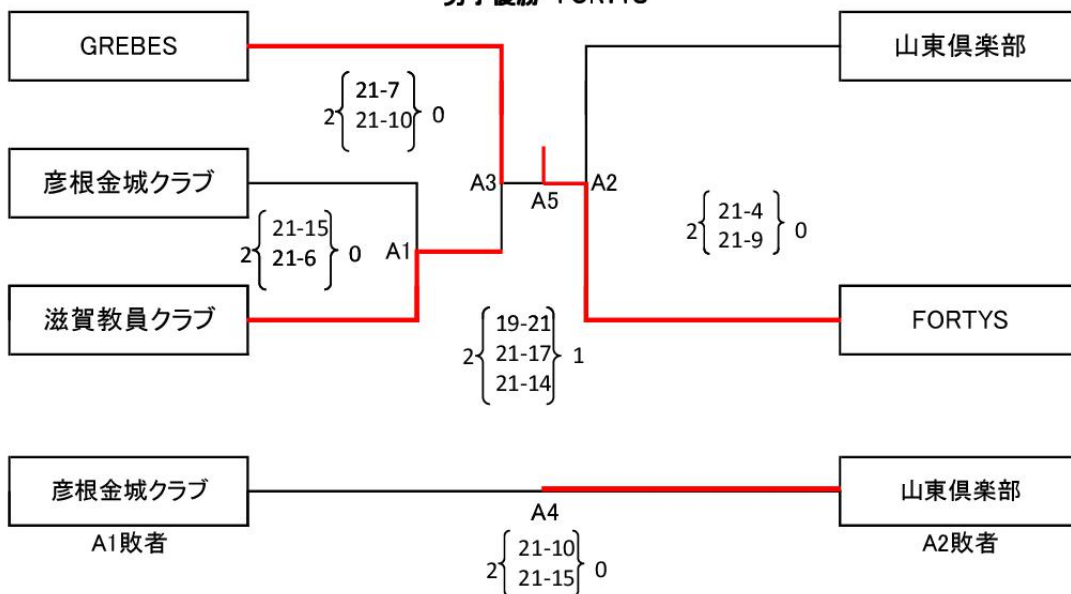 GREBES
山東倶楽部
21-7
2 21-10 0
彦根金城クラブ
A3
A5
A2
21-15
2 21-6 0
A1
21-4
2 21-9 0
滋賀教員クラブ
FORTYS
19-21
2 21-17 1
21-14
彦根金城クラブ
山東倶楽部
A4
A1敗者
A2敗者
21-10
2 21-15 0